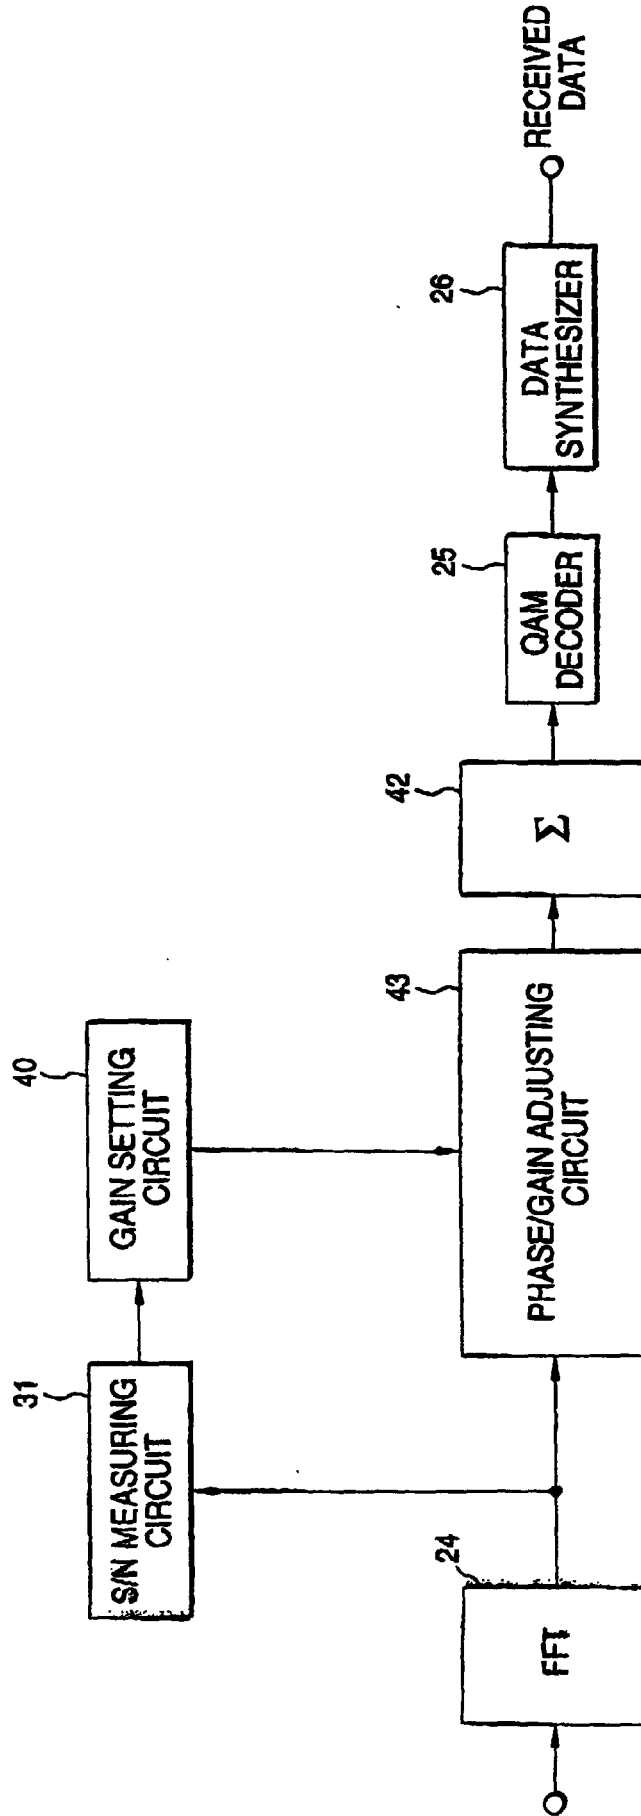 31
S/N MEASURING
CIRCUIT
40
GAIN SETTING
CIRCUIT
24
FFT
43
PHASE/GAIN ADJUSTING
CIRCUIT
42
Σ
25
QAM
DECODER
26
DATA
SYNTHESIZER
RECEIVED
DATA